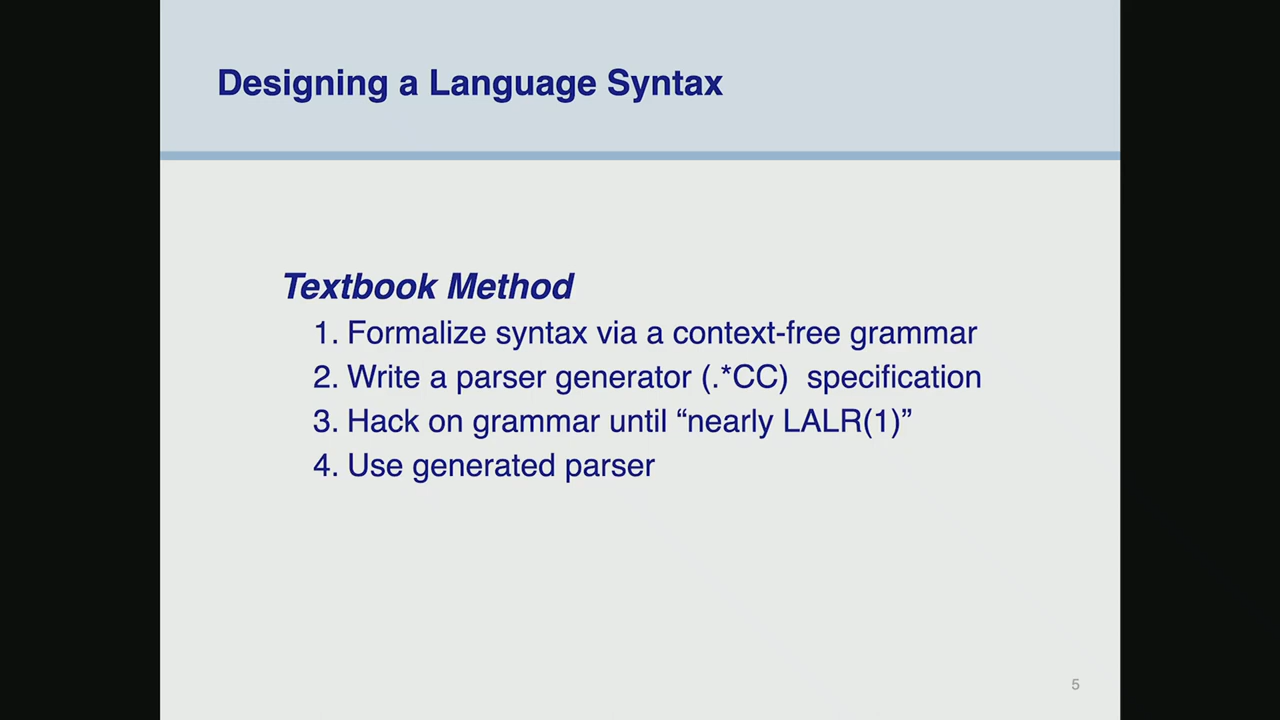 Designing a Language Syntax
Textbook Method
1. Formalize syntax via a context-free grammar
2. Write a parser generator (.*CC)  specification
3. Hack on grammar until “nearly LALR(1)”
4. Use generated parser
5